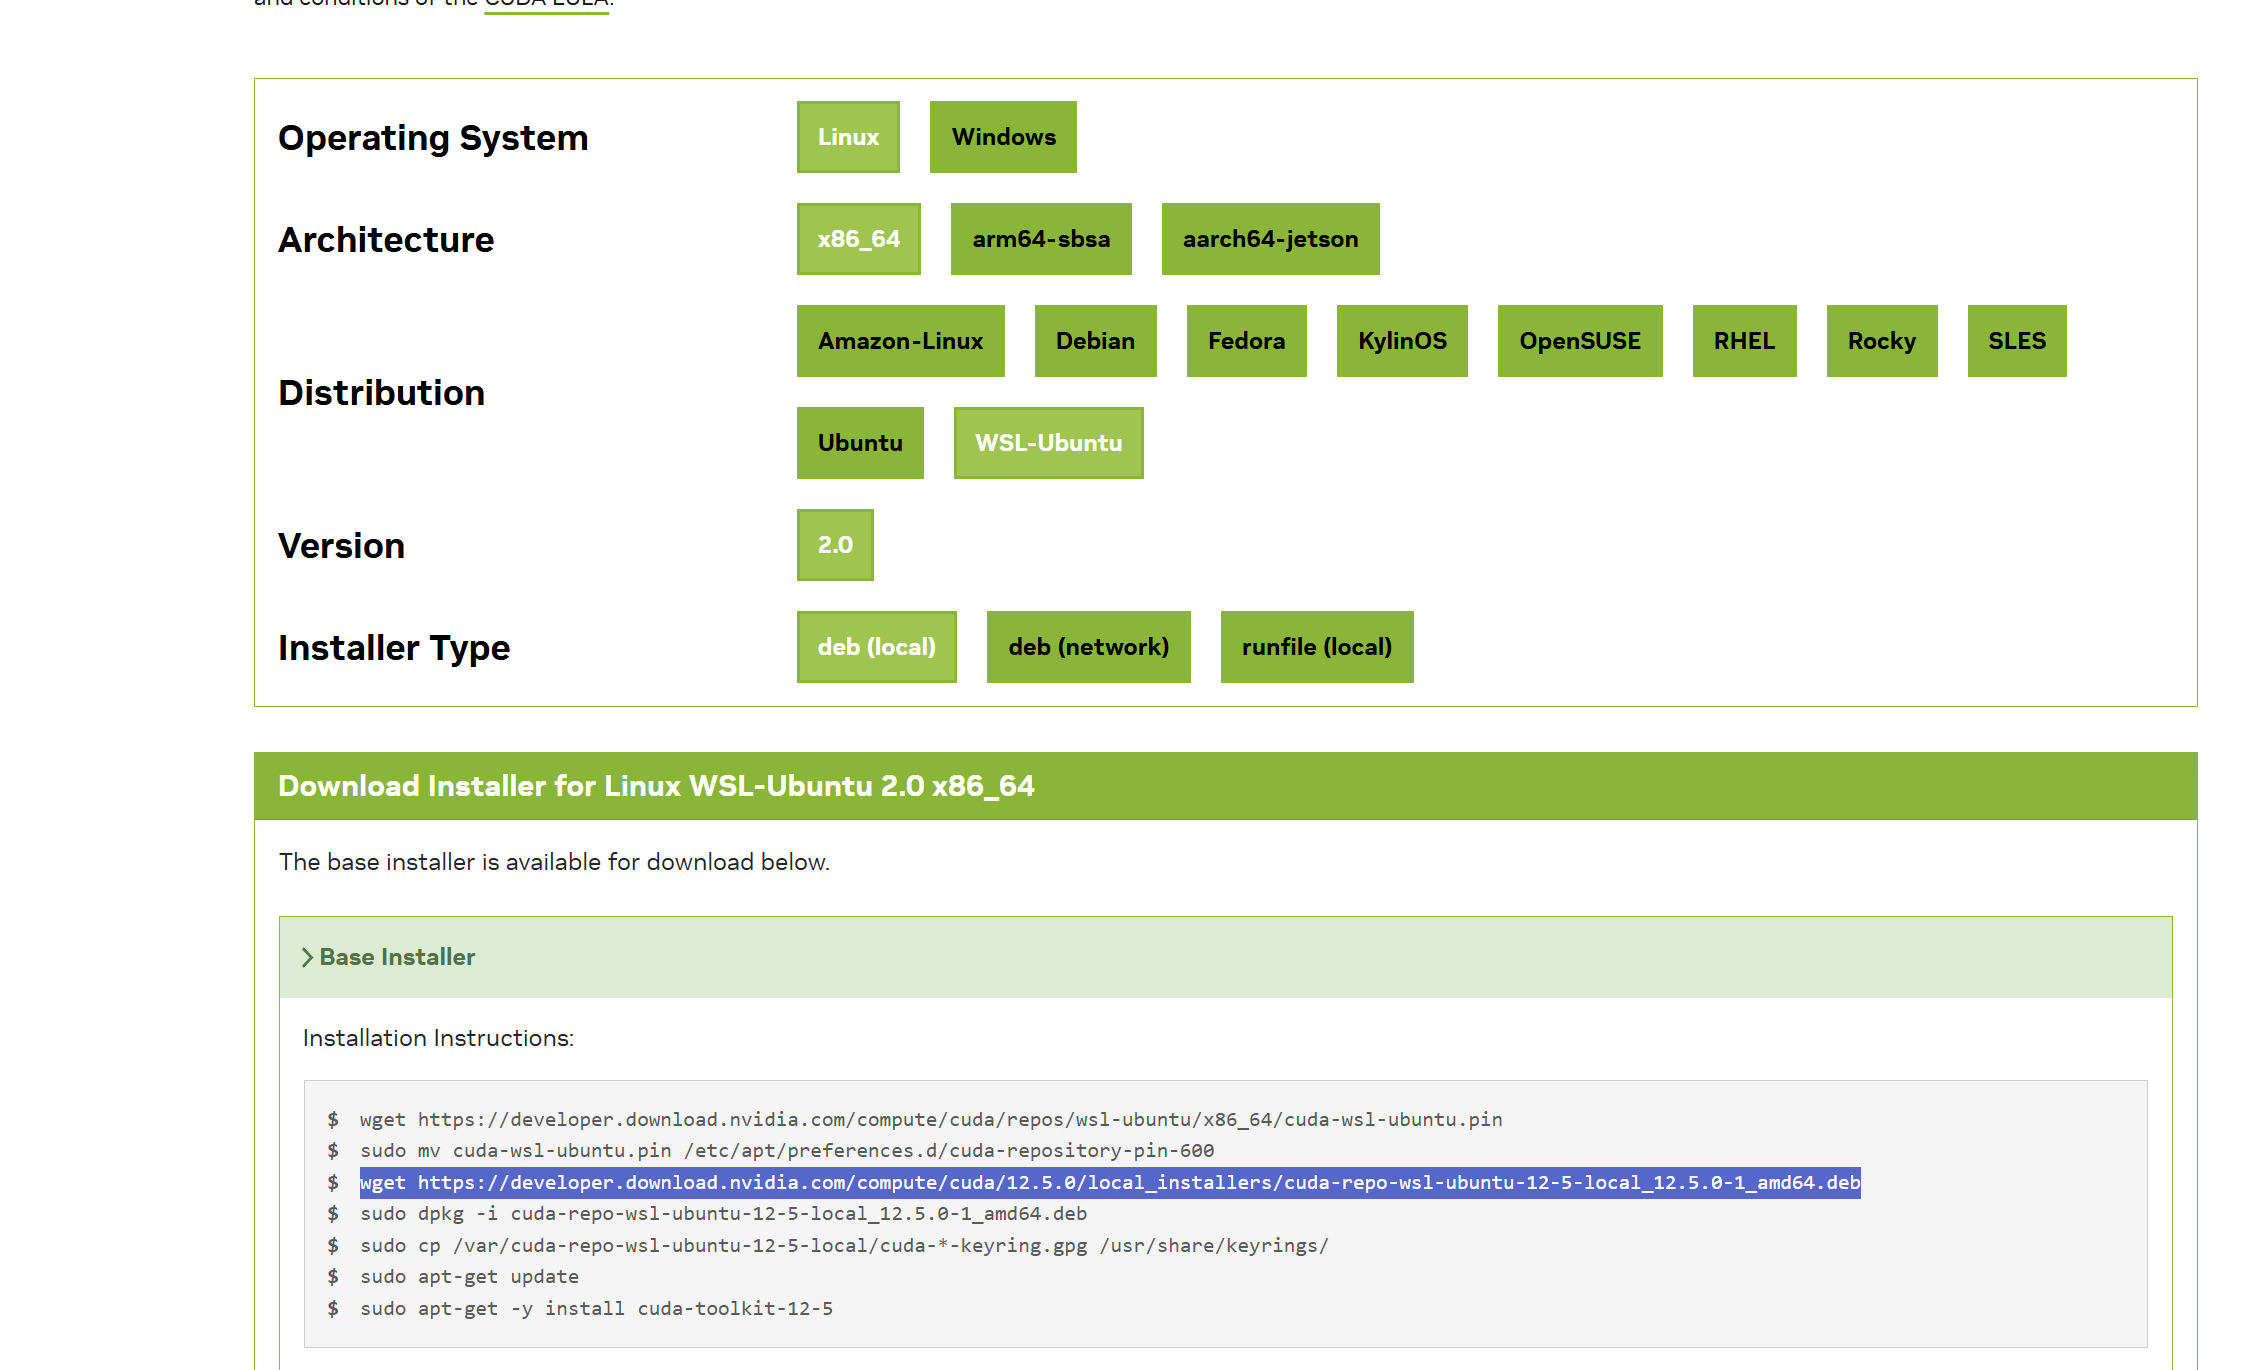 and conditions of the CUDA EULA.
Operating System
Linux Windows
Architecture
x86_64 arm64-sbsa aarch64-jetson
Distribution
Amazon-Linux Debian Fedora KylinOS OpenSUSE RHEL Rocky SLES
Ubuntu WSL-Ubuntu
Version
2.0
Installer Type
deb (local) deb (network) runfile (local)
Download Installer for Linux WSL-Ubuntu 2.0 x86_64
The base installer is available for download below.
Base Installer
Installation Instructions:
$ wget https://developer.download.nvidia.com/compute/cuda/repos/wsl-ubuntu/x86_64/cuda-wsl-ubuntu.pin
$ sudo mv cuda-wsl-ubuntu.pin /etc/apt/preferences.d/cuda-repository-pin-600
$ wget https://developer.download.nvidia.com/compute/cuda/12.5.0/local_installers/cuda-repo-wsl-ubuntu-12-5-local_12.5.0-1_amd64.deb
$ sudo dpkg -i cuda-repo-wsl-ubuntu-12-5-local_12.5.0-1_amd64.deb
$ sudo cp /var/cuda-repo-wsl-ubuntu-12-5-local/cuda-*-keyring.gpg /usr/share/keyrings/
$ sudo apt-get update
$ sudo apt-get -y install cuda-toolkit-12-5